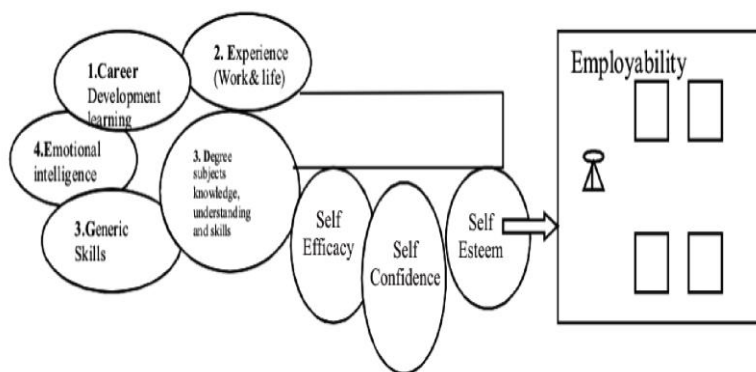 1.Career
Development
learning
2. Experience
(Work& life)
4.Emotional
intelligence
3. Degree
subjects
knowledge,
understanding
and skills
3.Generic
Skills
Self
Efficacy
Self
Confidence
Self
Esteem
Employability